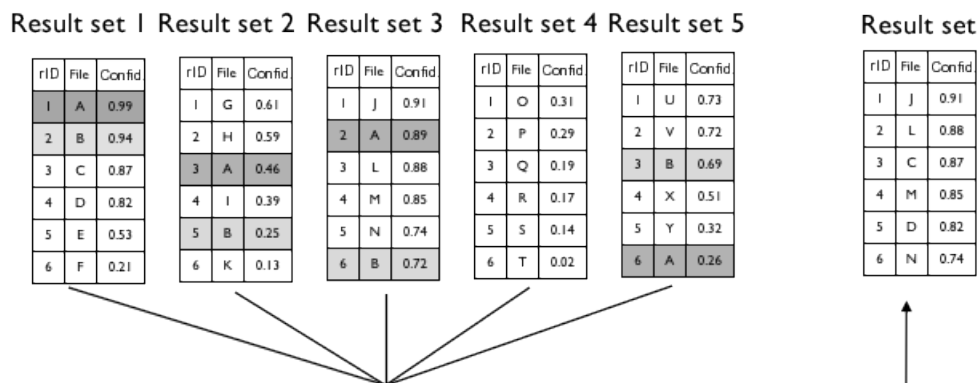 Result set 1 Result set 2 Result set 3 Result set 4 Result set 5 Result set
rID File Confid. rID File Confid. rID File Confid. rID File Confid. rID File Confid. rID File Confid.
1 A 0.99 1 G 0.61 1 J 0.91 1 O 0.31 1 U 0.73 1 J 0.91
2 B 0.94 2 H 0.59 2 A 0.89 2 P 0.29 2 V 0.72 2 L 0.88
3 C 0.87 3 A 0.46 3 L 0.88 3 Q 0.19 3 B 0.69 3 C 0.87
4 D 0.82 4 I 0.39 4 M 0.85 4 R 0.17 4 X 0.51 4 M 0.85
5 E 0.53 5 B 0.25 5 N 0.74 5 S 0.14 5 Y 0.32 5 D 0.82
6 F 0.21 6 K 0.13 6 B 0.72 6 T 0.02 6 A 0.26 6 N 0.74